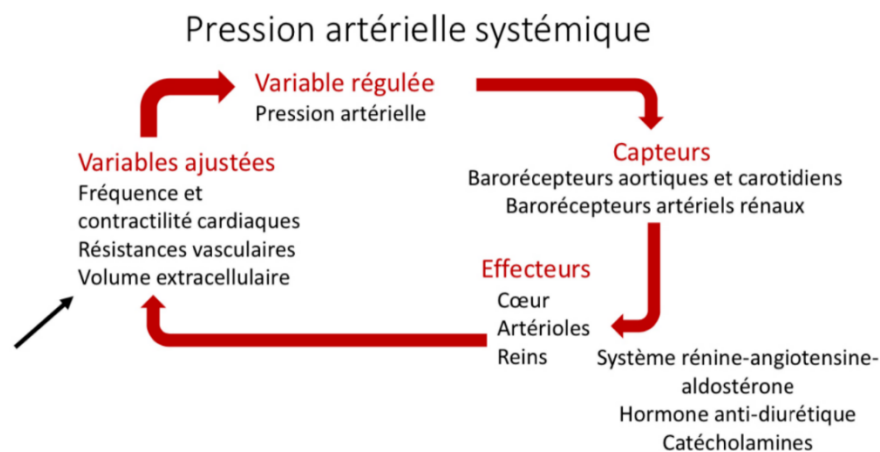 Pression artérielle systémique
Variable régulée
Pression artérielle
Capteurs
Barorécepteurs aortiques et carotidiens
Barorécepteurs artériels rénaux
Effecteurs
Cœur
Artérioles
Reins
Système rénine-angiotensine-
aldostérone
Hormone anti-diurétique
Catécholamines
Variables ajustées
Fréquence et
contractilité cardiaques
Résistances vasculaires
Volume extracellulaire